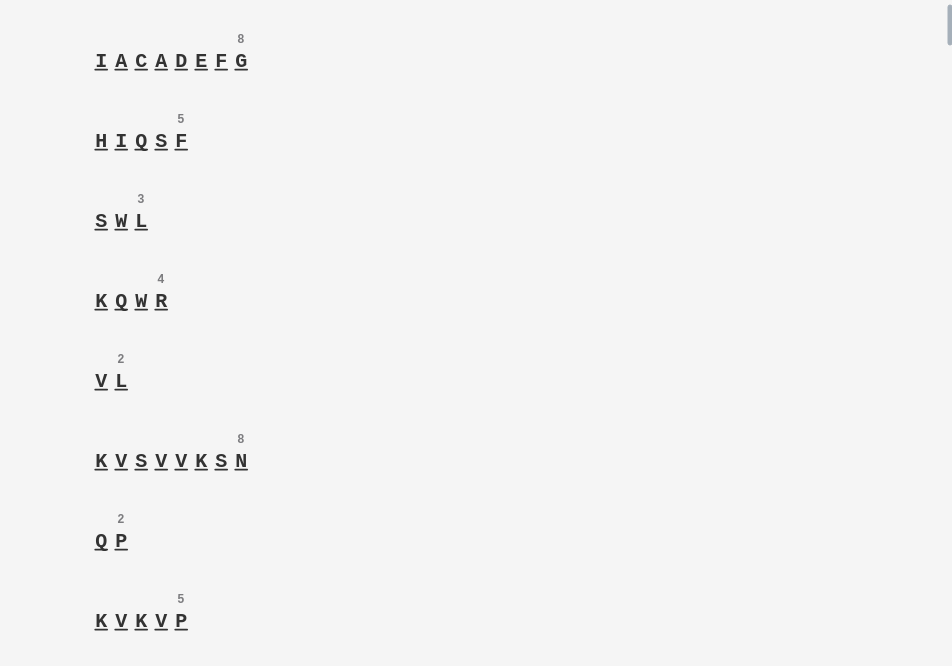 8
I A C A D E F G
5
H I Q S F
3
S W L
4
K Q W R
2
V L
8
K V S V V K S N
2
Q P
5
K V K V P